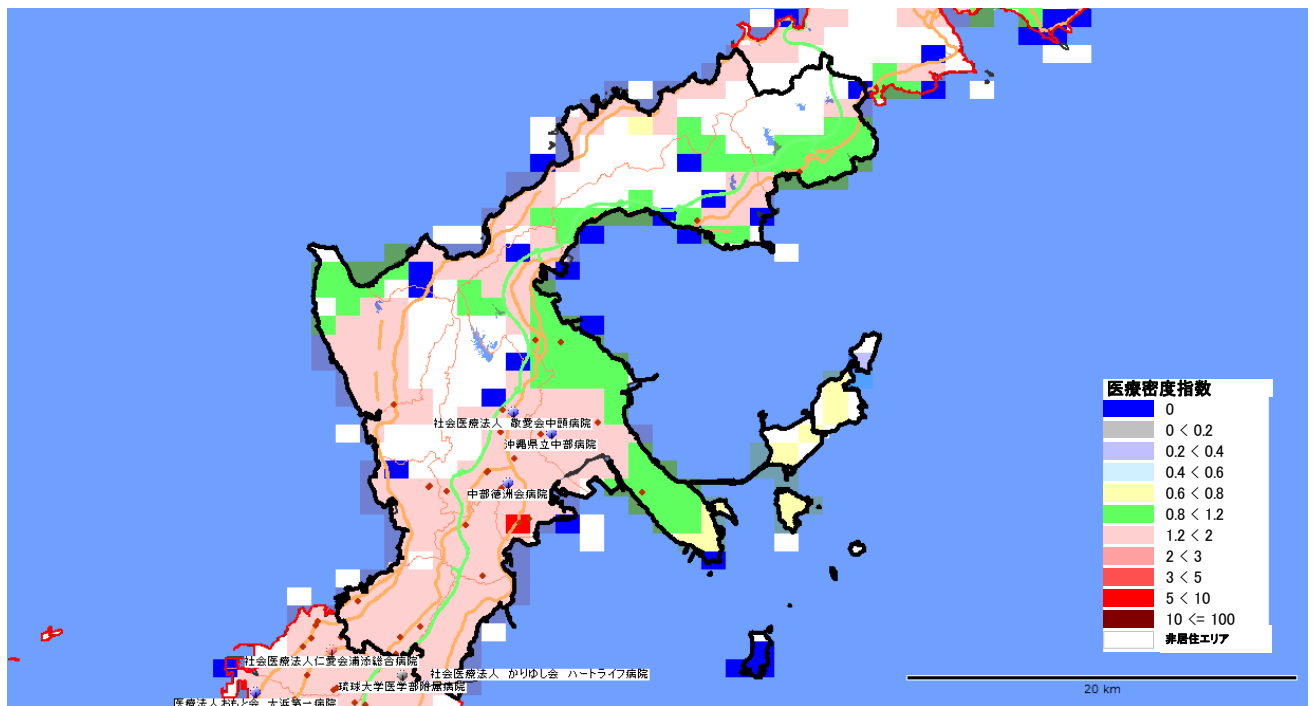 医療密度指数
0
0 < 0.2
0.2 < 0.4
0.4 < 0.6
0.6 < 0.8
0.8 < 1.2
1.2 < 2
2 < 3
3 < 5
5 < 10
10 <= 100
非居住エリア
社会医療法人 敬愛会中頭病院
沖縄県立中部病院
中部徳洲会病院
社会医療法人仁愛会浦添総合病院
社会医療法人 かりゆし会 ハートライフ病院
琉球大学医学部附属病院
医療法人おもと会 大浜第一病院
20 km